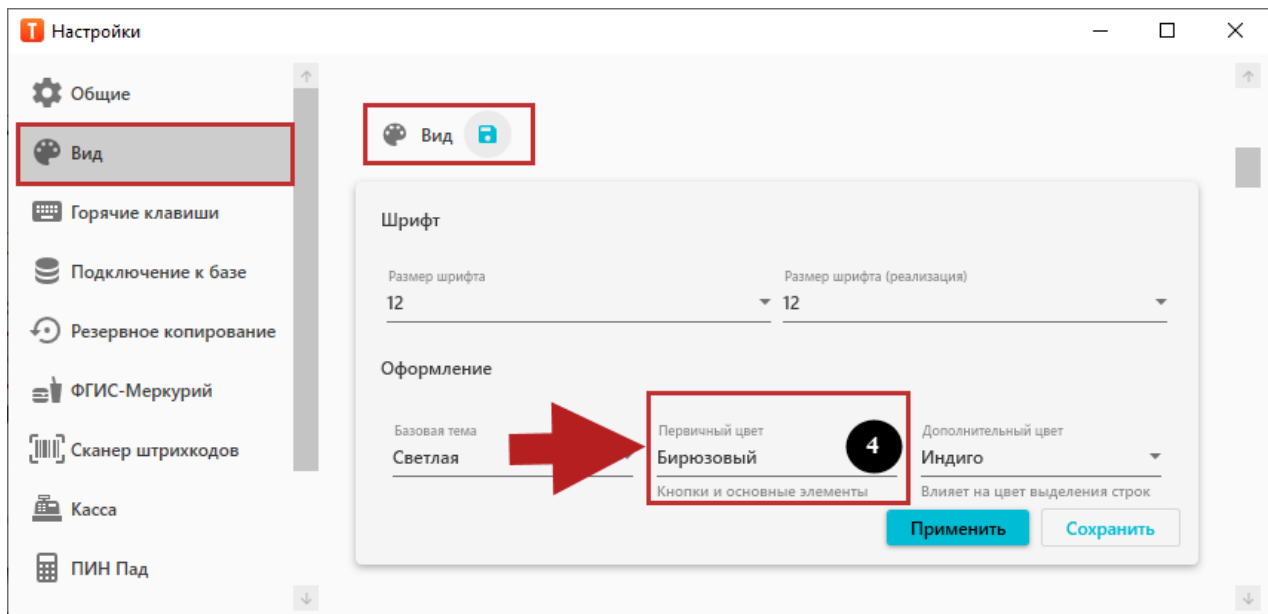 T Настройки
Общие
Вид
Горячие клавиши
Подключение к базе
Резервное копирование
ФГИС-Меркурий
Сканер штрихкодов
Касса
ПИН Пад
Вид
Шрифт
Размер шрифта
12
Размер шрифта (реализация)
12
Оформление
Базовая тема
Светлая
Первичный цвет
Бирюзовый
Кнопки и основные элементы
4
Дополнительный цвет
Индиго
Влияет на цвет выделения строк
Применить
Сохранить